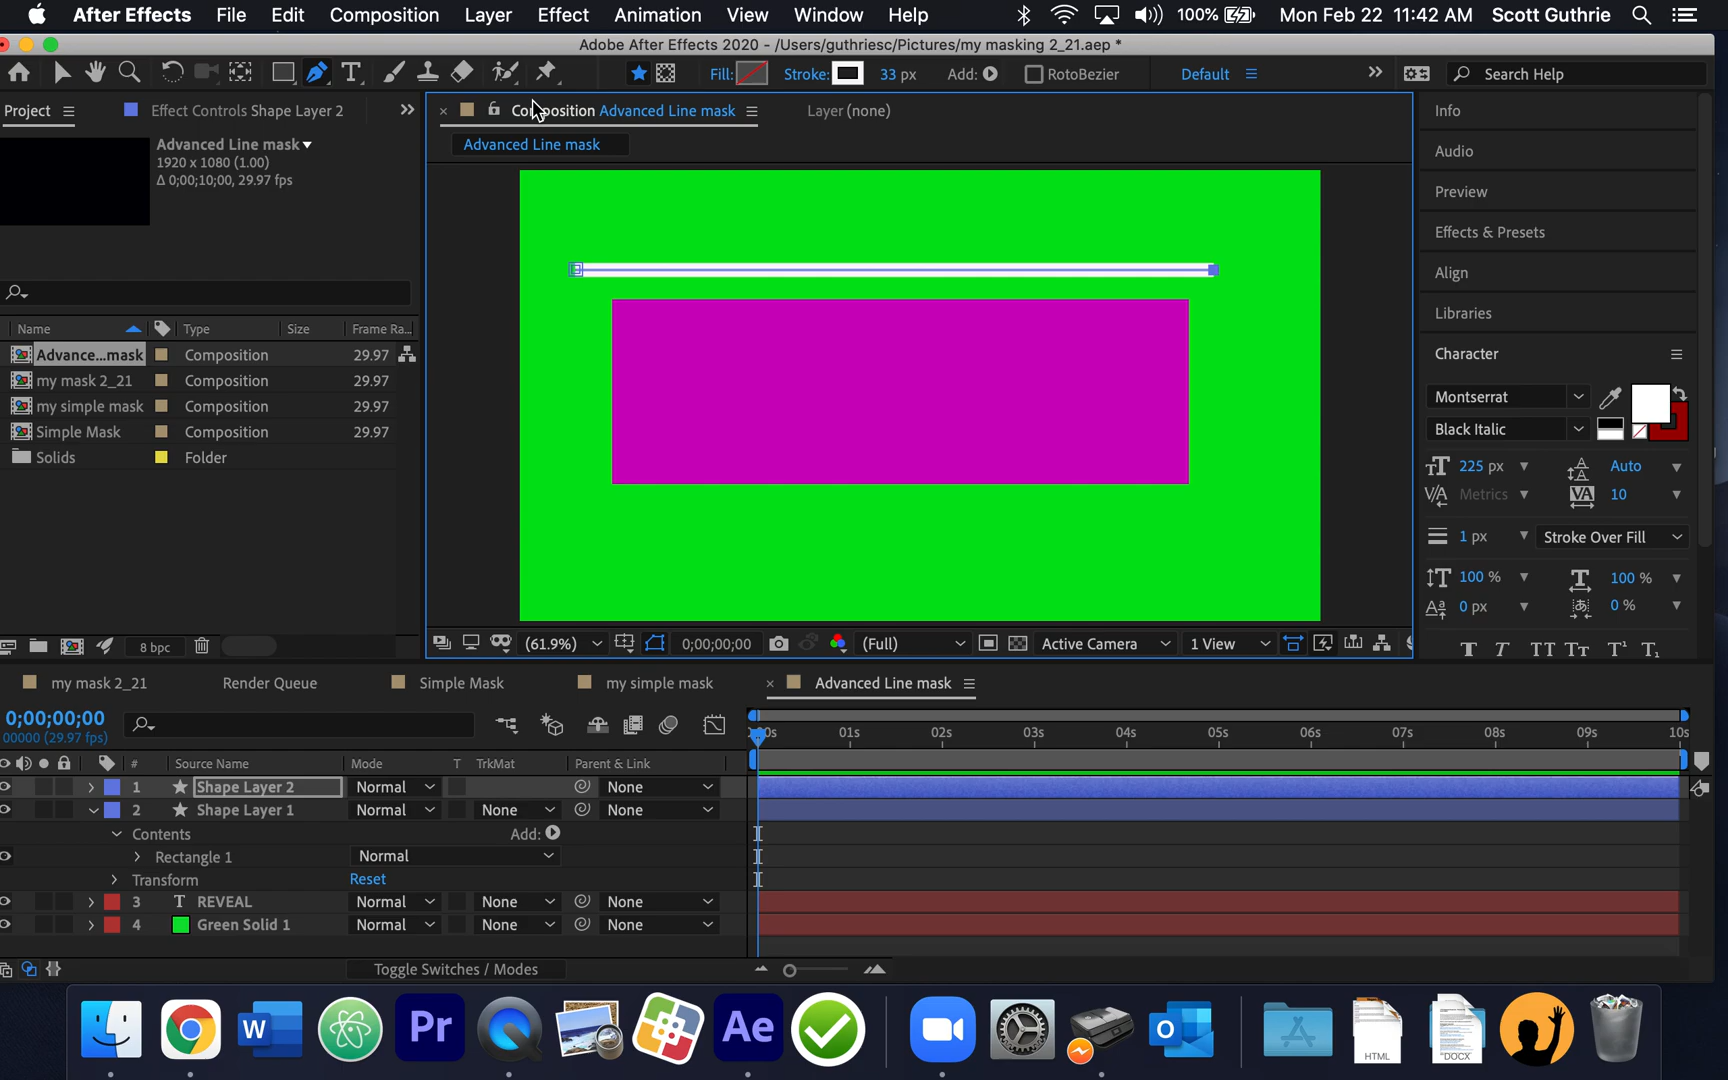 After Effects File Edit Composition Layer Effect Animation View Window Help 100% Mon Feb 22 11:42 AM Scott Guthrie
Adobe After Effects 2020 - /Users/guthriesc/Pictures/my masking 2_21.aep *
T Fill: Stroke: 33 px Add: RotoBezier Default Search Help
Project Effect Controls Shape Layer 2 Composition Advanced Line mask Layer (none)
Advanced Line mask
1920 x 1080 (1.00)
Δ 0;00;10;00, 29.97 fps
Advanced Line mask
Info
Audio
Preview
Effects & Presets
Align
Libraries
Character
Name Type Size Frame Ra...
Advance...mask Composition 29.97
my mask 2_21 Composition 29.97
my simple mask Composition 29.97
Simple Mask Composition 29.97
Solids Folder
Montserrat
Black Italic
225 px Auto
Metrics 10
1 px Stroke Over Fill
100 % 100 %
0 px 0 %
T T TT Tr T¹ T₁
8 bpc (61.9%) 0;00;00;00 (Full) Active Camera 1 View
my mask 2_21 Render Queue Simple Mask my simple mask Advanced Line mask
0;00;00;00
00000 (29.97 fps)
01s 02s 03s 04s 05s 06s 07s 08s 09s 10s
# Source Name Mode T TrkMat Parent & Link
1 Shape Layer 2 Normal None
2 Shape Layer 1 Normal None None
Contents Add:
Rectangle 1 Normal
Transform Reset
3 T REVEAL Normal None None
4 Green Solid 1 Normal None None
Toggle Switches / Modes
W Pr Ae O HTML "DOCX"